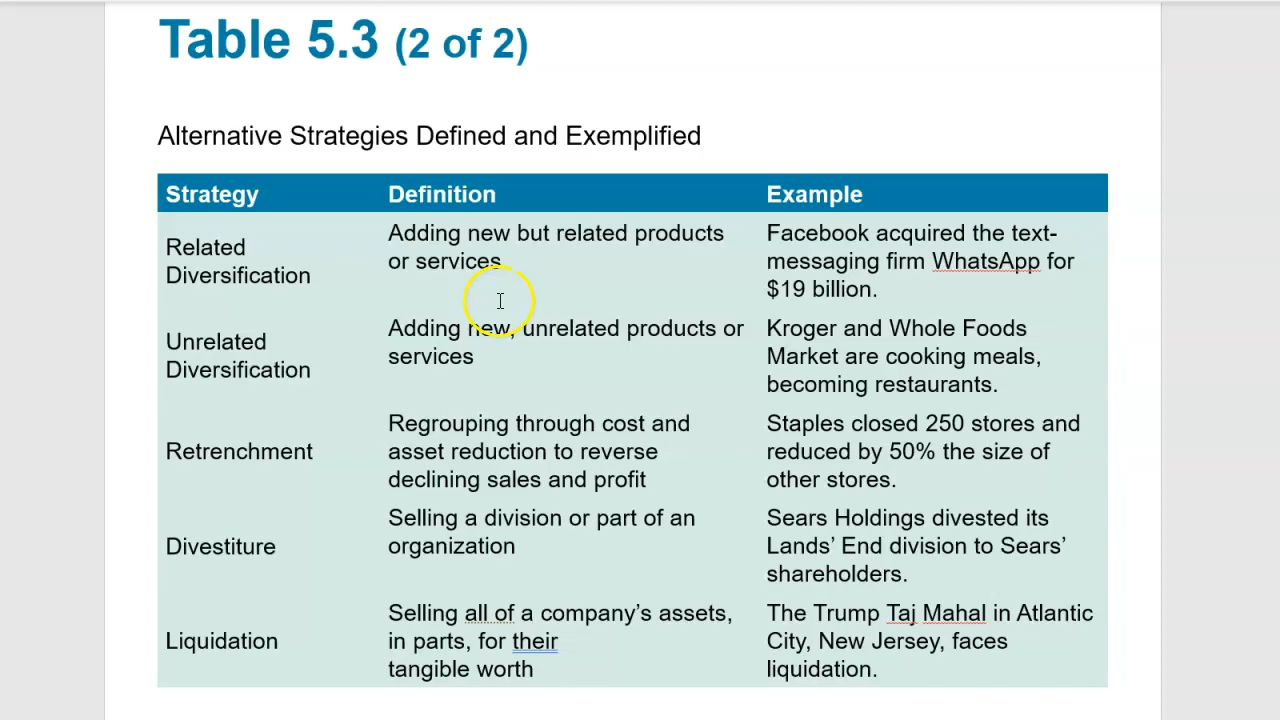 Table 5.3 (2 of 2)
Alternative Strategies Defined and Exemplified
Strategy Definition Example
Related
Diversification
Adding new but related products
or services
Facebook acquired the text-
messaging firm WhatsApp for
$19 billion.
Unrelated
Diversification
Adding new, unrelated products or
services
Kroger and Whole Foods
Market are cooking meals,
becoming restaurants.
Retrenchment
Regrouping through cost and
asset reduction to reverse
declining sales and profit
Staples closed 250 stores and
reduced by 50% the size of
other stores.
Divestiture
Selling a division or part of an
organization
Sears Holdings divested its
Lands’ End division to Sears’
shareholders.
Liquidation
Selling all of a company’s assets,
in parts, for their
tangible worth
The Trump Taj Mahal in Atlantic
City, New Jersey, faces
liquidation.